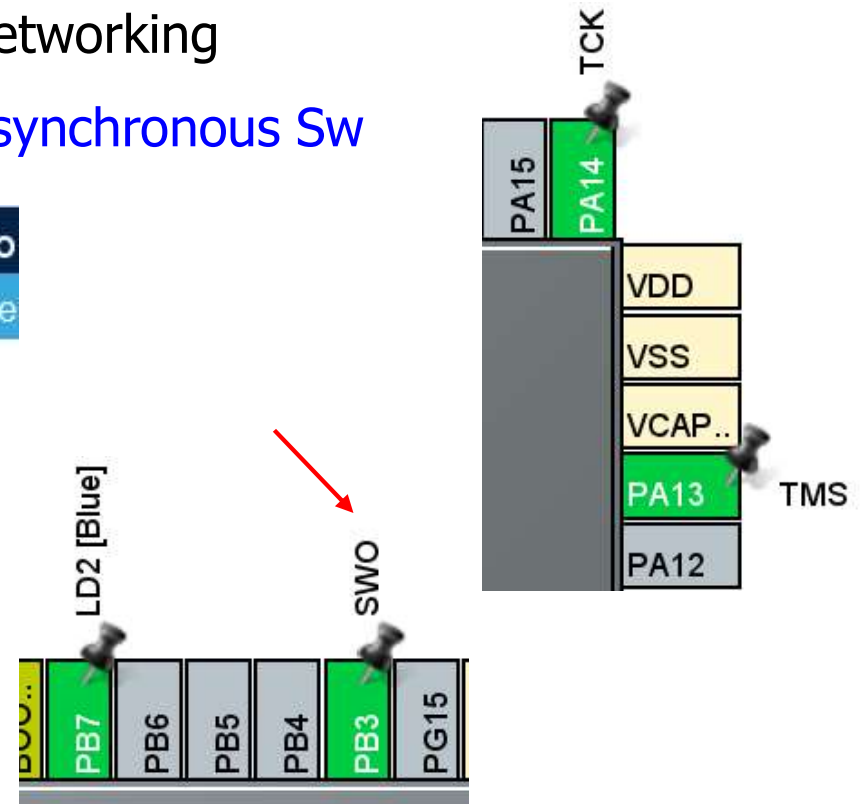 etworking
synchronous Sw
o
e
TCK
PA15
PA14
VDD
VSS
VCAP..
PA13
TMS
PA12
LD2 [Blue]
SWO
PB7
PB6
PB5
PB4
PB3
PG15